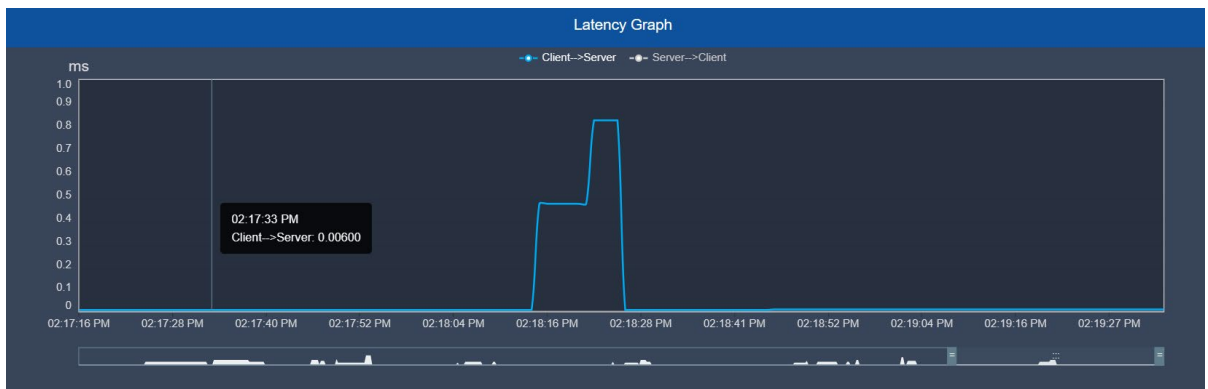 Latency Graph
Client-->Server Server-->Client
ms
1.0
0.9
0.8
0.7
0.6
0.5
0.4
0.3
0.2
0.1
0
02:17:33 PM
Client-->Server: 0.00600
02:17:16 PM 02:17:28 PM 02:17:40 PM 02:17:52 PM 02:18:04 PM 02:18:16 PM 02:18:28 PM 02:18:41 PM 02:18:52 PM 02:19:04 PM 02:19:16 PM 02:19:27 PM